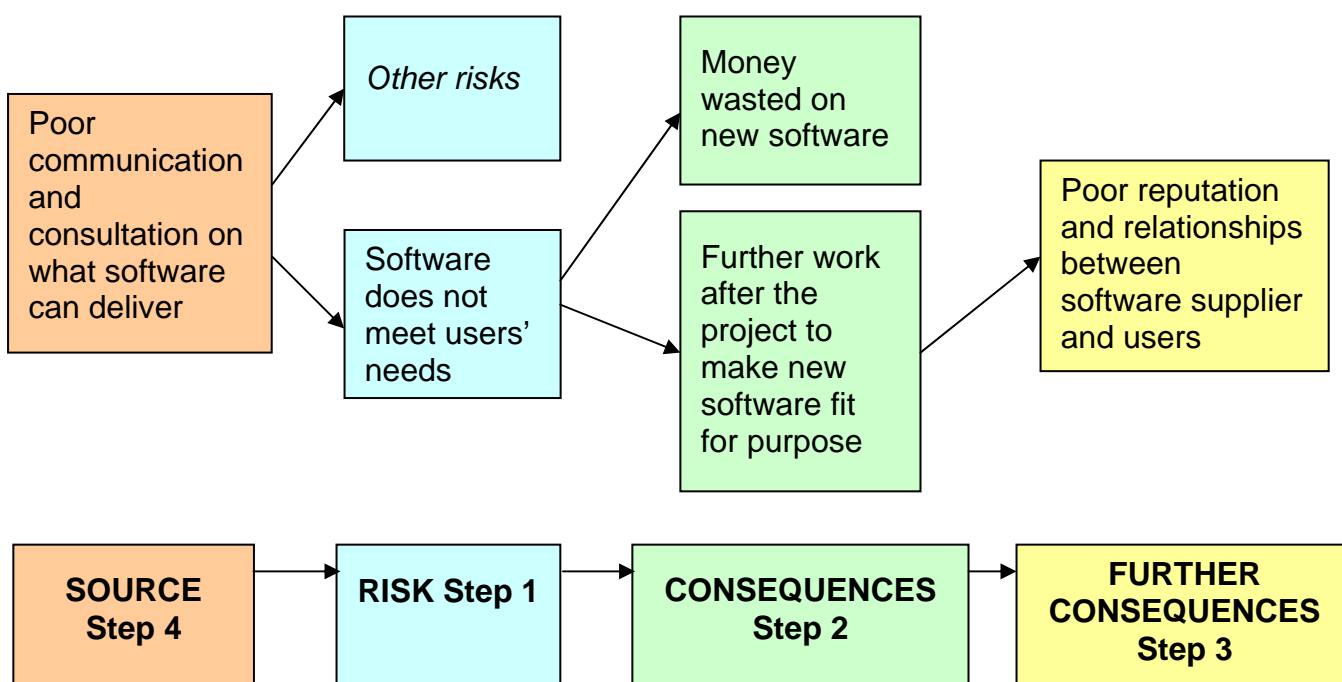 Poor
communication
and
consultation on
what software
can deliver
Other risks
Software
does not
meet users’
needs
Money
wasted on
new software
Further work
after the
project to
make new
software fit
for purpose
Poor reputation
and relationships
between
software supplier
and users
SOURCE
Step 4
RISK Step 1
CONSEQUENCES
Step 2
FURTHER
CONSEQUENCES
Step 3